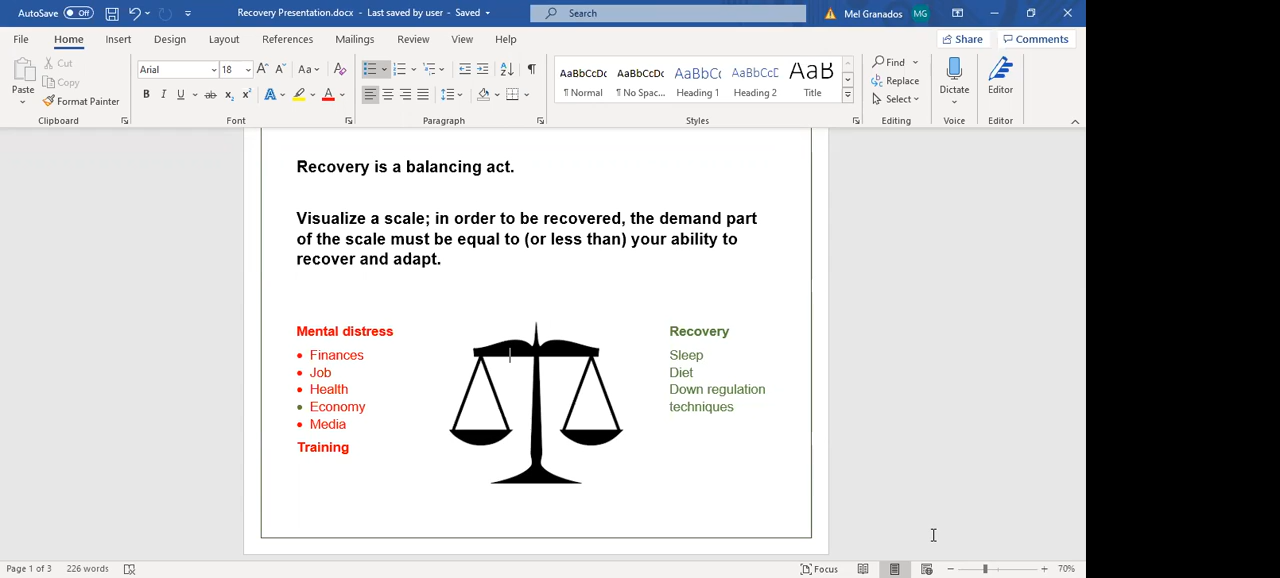 AutoSave Off Recovery Presentation.docx - Last saved by user - Saved Search Mel Granados MG
File Home Insert Design Layout References Mailings Review View Help Share Comments
Paste Cut Copy Format Painter
Clipboard
Arial 18 Aa
B I U ab x₂ x² A A
Font
Paragraph
AaBbCcDc AaBbCcDc AaBbCc AaBbCcD AaB
¶ Normal ¶ No Spac... Heading 1 Heading 2 Title
Styles
Find
Replace
Select
Editing
Dictate
Voice
Editor
Editor
Recovery is a balancing act.
Visualize a scale; in order to be recovered, the demand part
of the scale must be equal to (or less than) your ability to
recover and adapt.
Mental distress
• Finances
• Job
• Health
• Economy
• Media
Training
Recovery
Sleep
Diet
Down regulation
techniques
Page 1 of 3 226 words Focus 70%